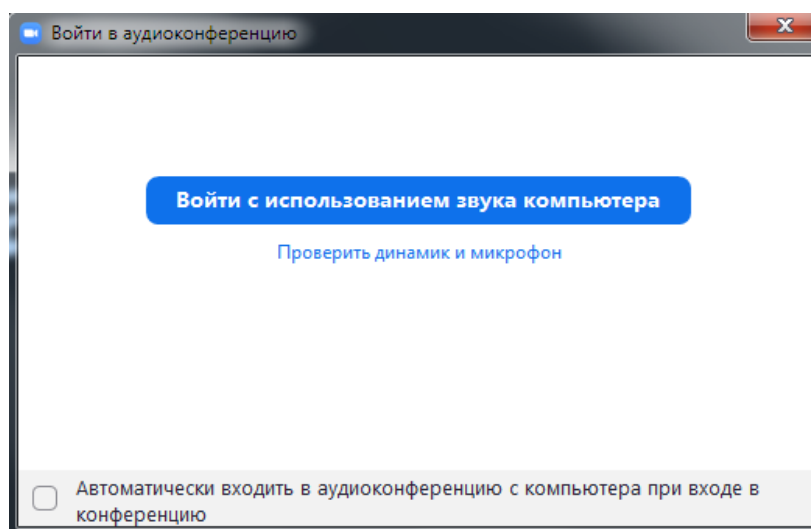 Войти в аудиоконференцию
Войти с использованием звука компьютера
Проверить динамик и микрофон
Автоматически входить в аудиоконференцию с компьютера при входе в
конференцию